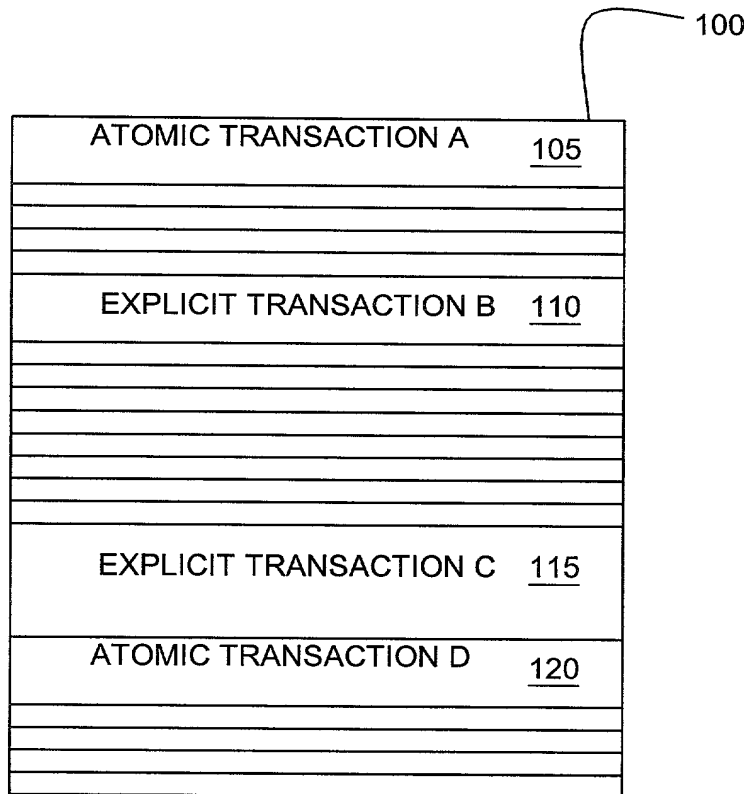 100
ATOMIC TRANSACTION A 105
EXPLICIT TRANSACTION B 110
EXPLICIT TRANSACTION C 115
ATOMIC TRANSACTION D 120